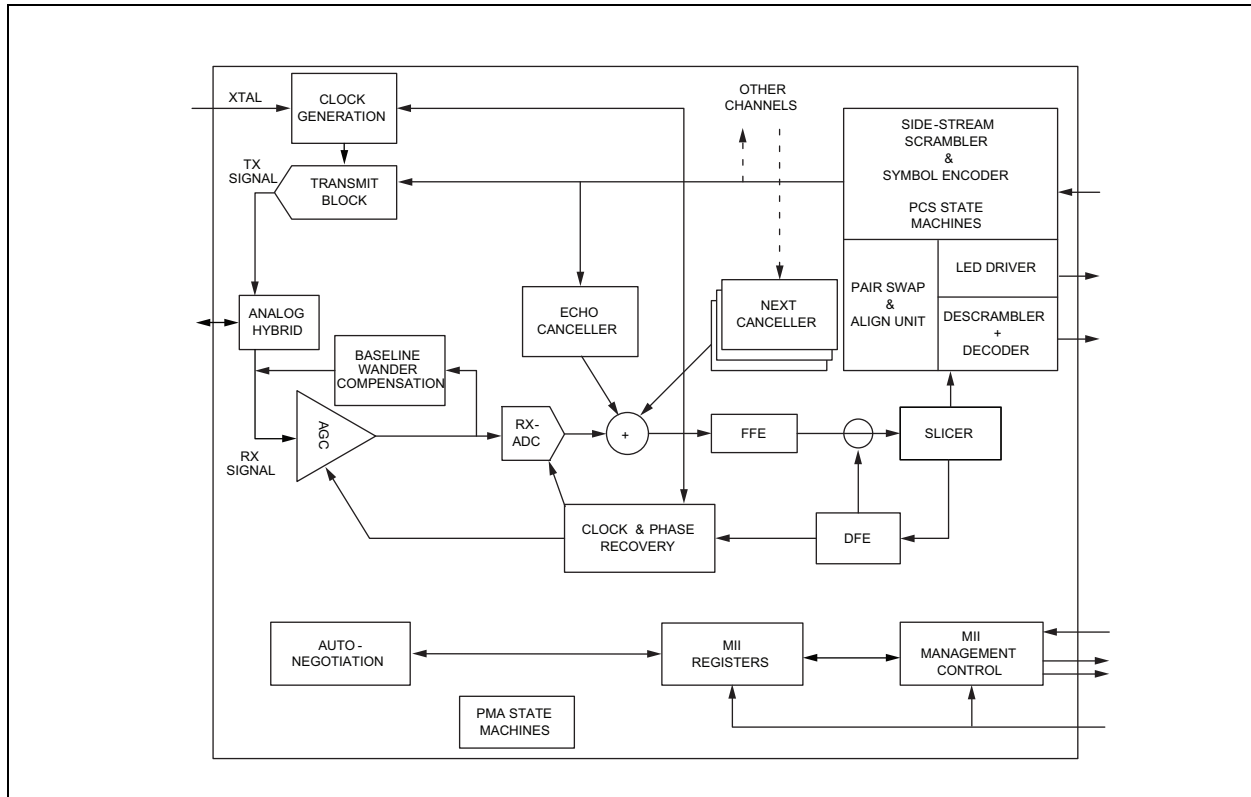 XTAL
CLOCK
GENERATION
OTHER
CHANNELS
SIDE-STREAM
SCRAMBLER
&
SYMBOL ENCODER
PCS STATE
MACHINES
TX
SIGNAL
TRANSMIT
BLOCK
LED DRIVER
PAIR SWAP
&
ALIGN UNIT
DESCRAMBLER
+
DECODER
ANALOG
HYBRID
ECHO
CANCELLER
NEXT
CANCELLER
BASELINE
WANDER
COMPENSATION
AGC
RX-
ADC
+
FFE
SLICER
RX
SIGNAL
CLOCK & PHASE
RECOVERY
DFE
AUTO -
NEGOTIATION
MII
REGISTERS
MII
MANAGEMENT
CONTROL
PMA STATE
MACHINES